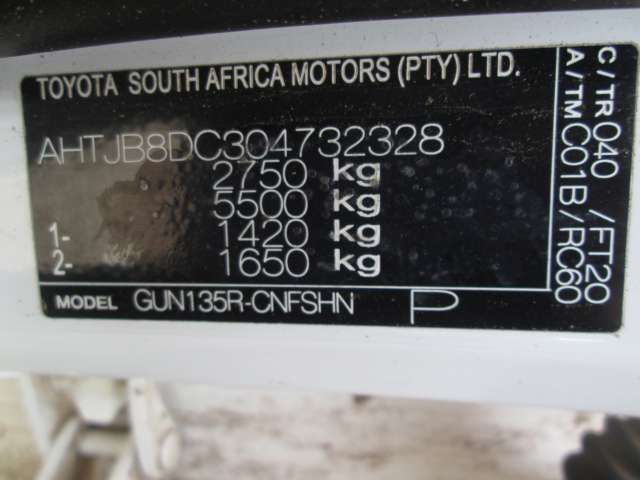 TOYOTA SOUTH AFRICA MOTORS (PTY) LTD.
AHTJB8DC304732328
2750 kg
5500 kg
1- 1420 kg
2- 1650 kg
MODEL GUN135R-CNFSHN P
C/TR 040 /FT20
A/TM C01B/RC60